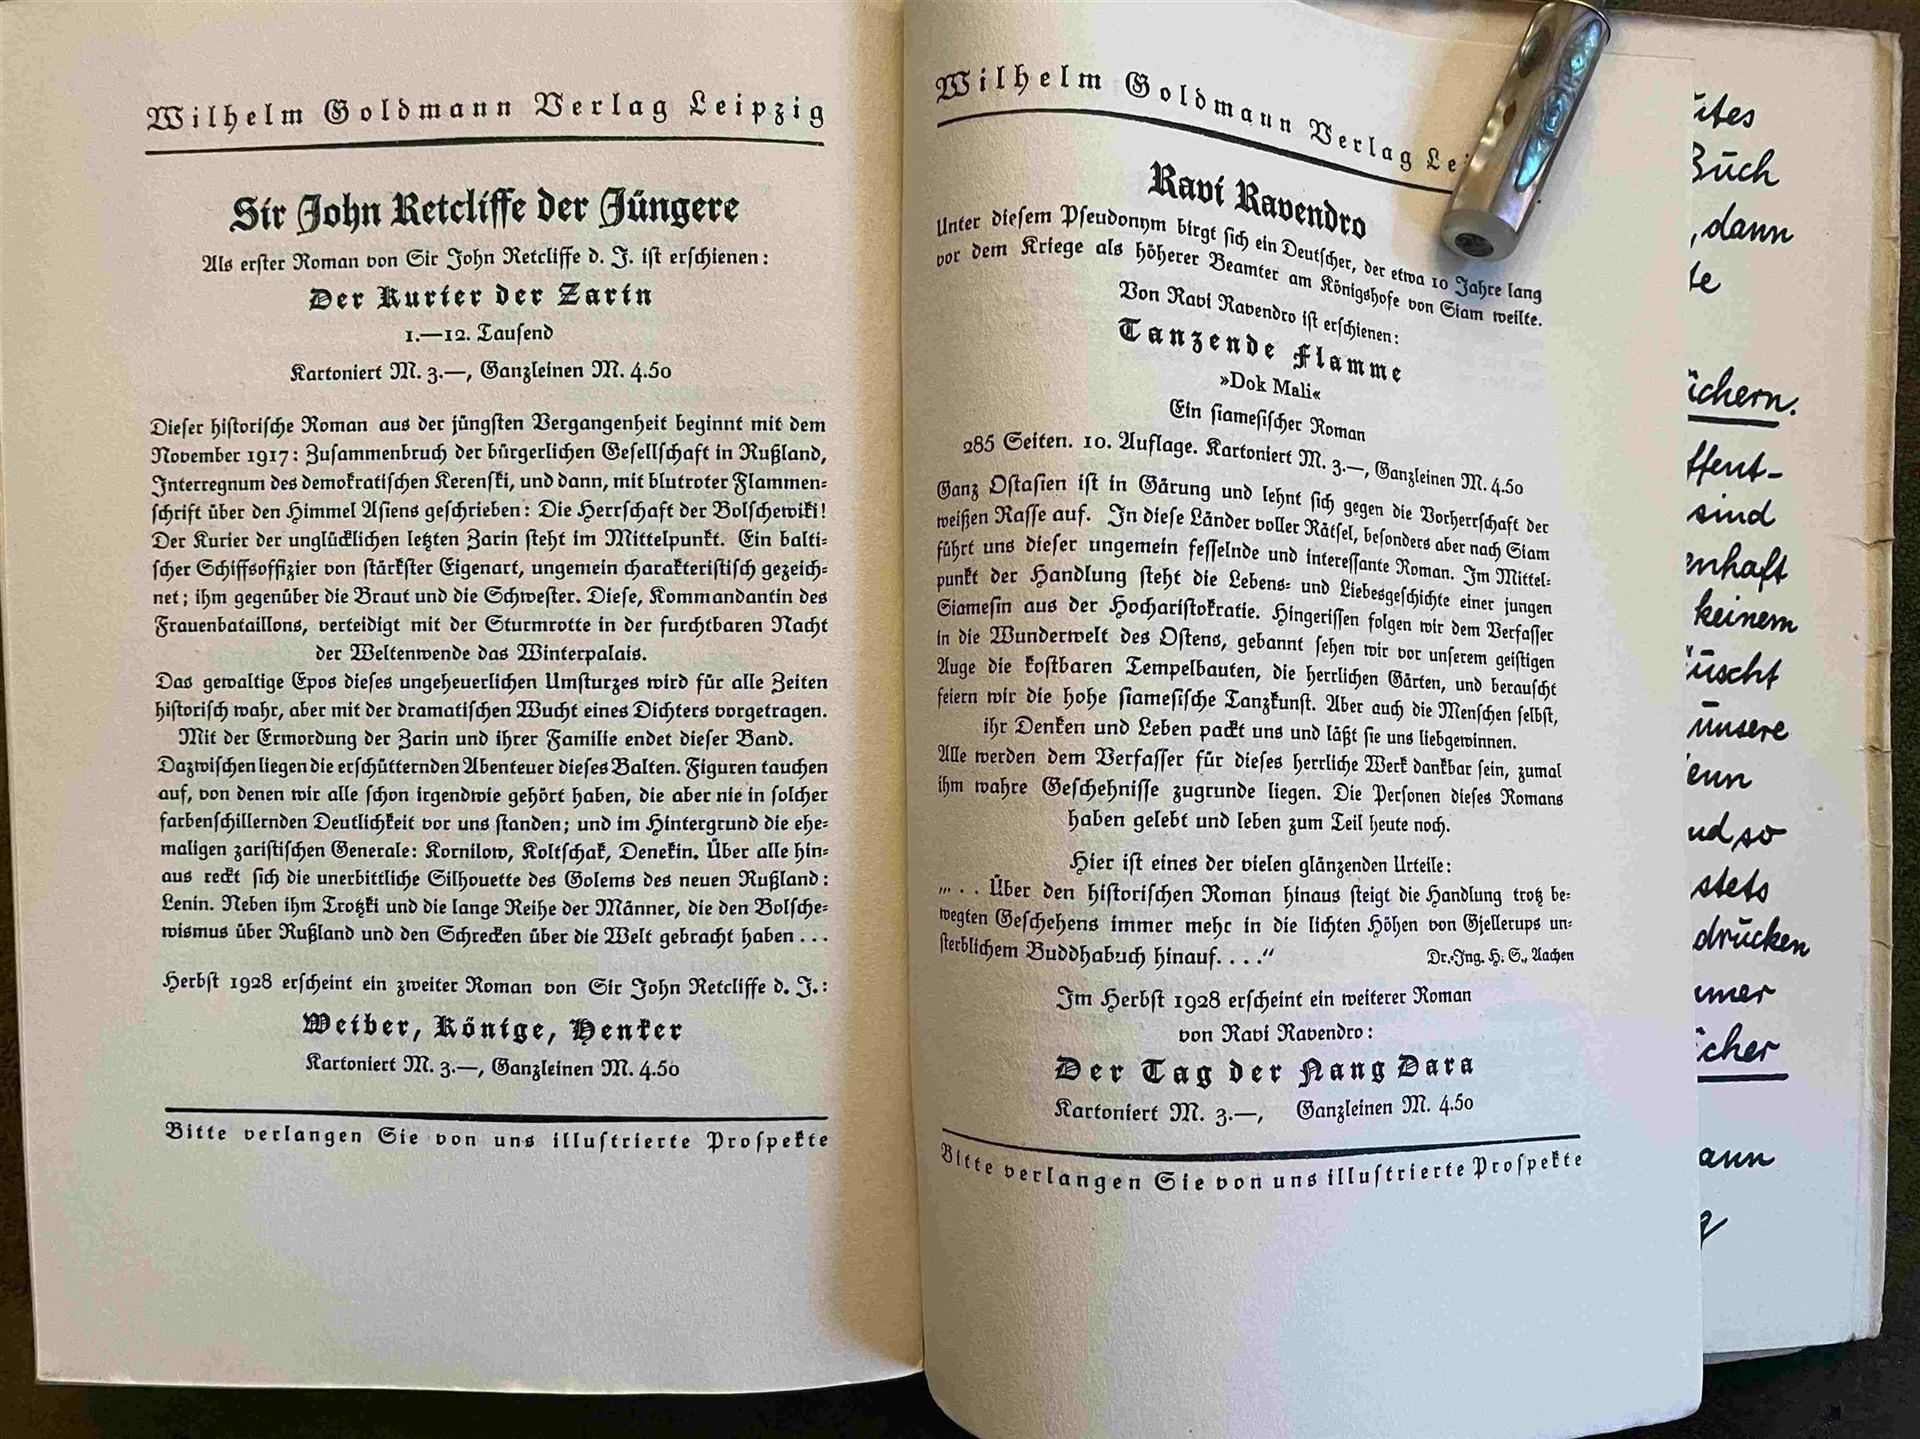 Wilhelm Goldmann Verlag Leipzig
Sir John Retcliffe der Jüngere
Als erster Roman von Sir John Retcliffe d. J. ist erschienen:
Der Kurier der Zarin
1.—12. Tausend
Kartoniert M. 3.—, Ganzleinen M. 4.50
Dieser historische Roman aus der jüngsten Vergangenheit beginnt mit dem
November 1917: Zusammenbruch der bürgerlichen Gesellschaft in Rußland,
Interregnum des demokratischen Kerenski, und dann, mit blutroter Flammen-
schrift über den Himmel Asiens geschrieben: Die Herrschaft der Bolschewiki!
Der Kurier der unglücklichen letzten Zarin steht im Mittelpunkt. Ein balti-
scher Schiffsoffizier von stärkster Eigenart, ungemein charakteristisch gezeich-
net; ihm gegenüber die Braut und die Schwester. Diese, Kommandantin des
Frauenbataillons, verteidigt mit der Sturmrotte in der furchtbaren Nacht
der Weltenwende das Winterpalais.
Das gewaltige Epos dieses ungeheuerlichen Umsturzes wird für alle Zeiten
historisch wahr, aber mit der dramatischen Wucht eines Dichters vorgetragen.
Mit der Ermordung der Zarin und ihrer Familie endet dieser Band.
Dazwischen liegen die erschütternden Abenteuer dieses Balten. Figuren tauchen
auf, von denen wir alle schon irgendwie gehört haben, die aber nie in solcher
farbenschillernden Deutlichkeit vor uns standen; und im Hintergrund die ehe-
maligen zaristischen Generale: Kornilow, Koltschak, Denekin. Über alle hin-
aus reckt sich die unerbittliche Silhouette des Golems des neuen Rußland:
Lenin. Neben ihm Trotzki und die lange Reihe der Männer, die den Bolsche-
wismus über Rußland und den Schrecken über die Welt gebracht haben ...
Herbst 1928 erscheint ein zweiter Roman von Sir John Retcliffe d. J.:
Weiber, Könige, Henker
Kartoniert M. 3.—, Ganzleinen M. 4.50
Bitte verlangen Sie von uns illustrierte Prospekte
Wilhelm Goldmann Verlag Lei
Ravi Ravendro
Unter diesem Pseudonym birgt sich ein Deutscher, der etwa 10 Jahre lang
vor dem Kriege als höherer Beamter am Königshofe von Siam weilte.
Von Ravi Ravendro ist erschienen:
Tanzende Flamme
»Dok Mali«
Ein siamesischer Roman
285 Seiten. 10. Auflage. Kartoniert M. 3.—, Ganzleinen M. 4.50
Ganz Ostasien ist in Gärung und lehnt sich gegen die Vorherrschaft der
weißen Rasse auf. In diese Länder voller Rätsel, besonders aber nach Siam
führt uns dieser ungemein fesselnde und interessante Roman. Im Mittel-
punkt der Handlung steht die Lebens- und Liebesgeschichte einer jungen
Siamesin aus der Hocharistokratie. Hingerissen folgen wir dem Verfasser
in die Wunderwelt des Ostens, gebannt sehen wir vor unserem geistigen
Auge die kostbaren Tempelbauten, die herrlichen Gärten, und berauscht
feiern wir die hohe siamesische Tanzkunst. Aber auch die Menschen selbst,
ihr Denken und Leben packt uns und läßt sie uns liebgewinnen.
Alle werden dem Verfasser für dieses herrliche Werk dankbar sein, zumal
ihm wahre Geschehnisse zugrunde liegen. Die Personen dieses Romans
haben gelebt und leben zum Teil heute noch.
Hier ist eines der vielen glänzenden Urteile:
„... Über den historischen Roman hinaus steigt die Handlung trotz be-
wegten Geschehens immer mehr in die lichten Höhen von Gjellerups un-
sterblichem Buddhabuch hinauf. ...“ Dr.-Ing. H. S., Aachen
Im Herbst 1928 erscheint ein weiterer Roman
von Ravi Ravendro:
Der Tag der Nang Dara
Kartoniert M. 3.—, Ganzleinen M. 4.50
Bitte verlangen Sie von uns illustrierte Prospekte
ites
Buch
, dann
te
üchern.
ffent-
sind
enhaft
keinem
üscht
unsere
enn
nd, so
stets
drücken
mmer
ücher
ann